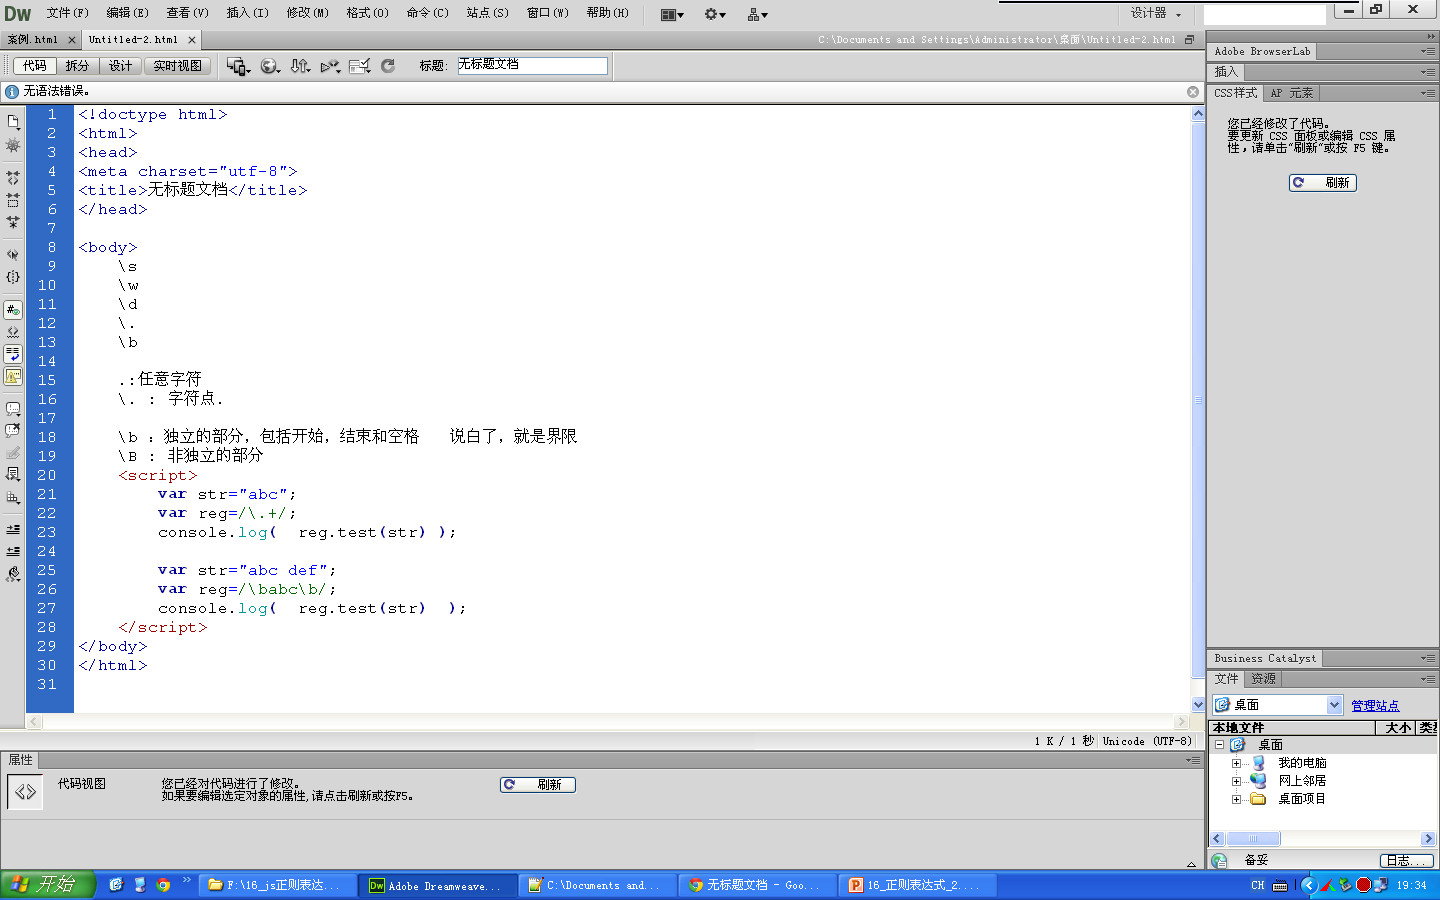 Dw 文件(F) 编辑(E) 查看(V) 插入(I) 修改(M) 格式(O) 命令(C) 站点(S) 窗口(W) 帮助(H) 设计器
案例.html Untitled-2.html C:\Documents and Settings\Administrator\桌面\Untitled-2.html
代码 拆分 设计 实时视图 标题: 无标题文档
无语法错误。
1 <!doctype html>
2 <html>
3 <head>
4 <meta charset="utf-8">
5 <title>无标题文档</title>
6 </head>
7
8 <body>
9 \s
10 \w
11 \d
12 \.
13 \b
14
15 .:任意字符
16 \. : 字符点.
17
18 \b : 独立的部分，包括开始，结束和空格 说白了，就是界限
19 \B : 非独立的部分
20 <script>
21 var str="abc";
22 var reg=/\.+/;
23 console.log( reg.test(str) );
24
25 var str="abc def";
26 var reg=/\babc\b/;
27 console.log( reg.test(str) );
28 </script>
29 </body>
30 </html>
31
1 K / 1 秒 Unicode (UTF-8)
属性
代码视图
您已经对代码进行了修改。
如果要编辑选定对象的属性,请点击刷新或按F5。
刷新
Adobe BrowserLab
插入
CSS样式 AP 元素
您已经修改了代码。
要更新 CSS 面板或编辑 CSS 属
性，请单击"刷新"或按 F5 键。
刷新
Business Catalyst
文件 资源
桌面 管理站点
本地文件 大小 类型
桌面
我的电脑
网上邻居
桌面项目
备妥 日志...
开始 F:\16_js正则表达... Adobe Dreamweave... C:\Documents and... 无标题文档 - Goo... 16_正则表达式_2.... CH 19:34